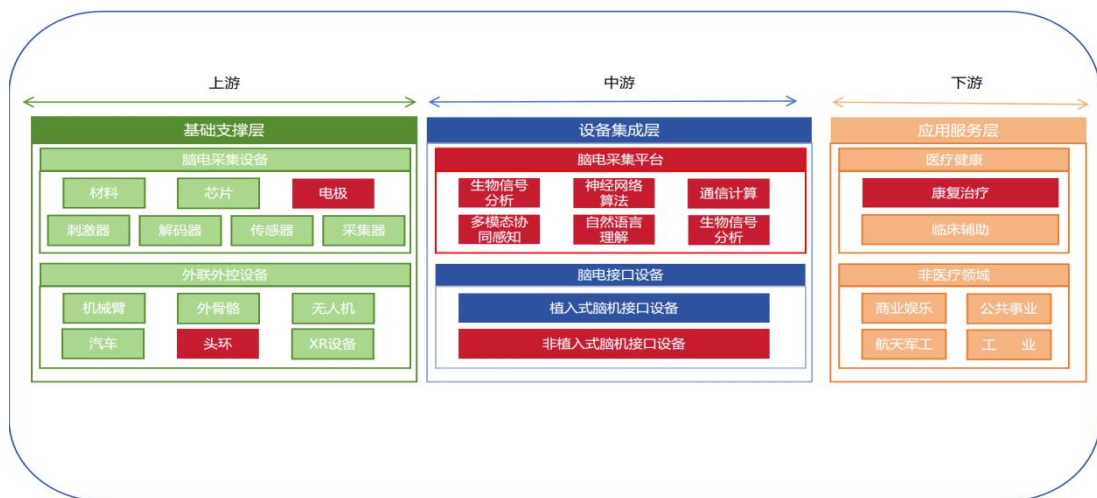 上游
中游
下游
基础支撑层
脑电采集设备
材料
芯片
电极
刺激器
解码器
传感器
采集器
外联外控设备
机械臂
外骨骼
无人机
汽车
头环
XR设备
设备集成层
脑电采集平台
生物信号
分析
神经网络
算法
通信计算
多模态协
同感知
自然语言
理解
生物信号
分析
脑电接口设备
植入式脑机接口设备
非植入式脑机接口设备
应用服务层
医疗健康
康复治疗
临床辅助
非医疗领域
商业娱乐
公共事业
航天军工
工 业